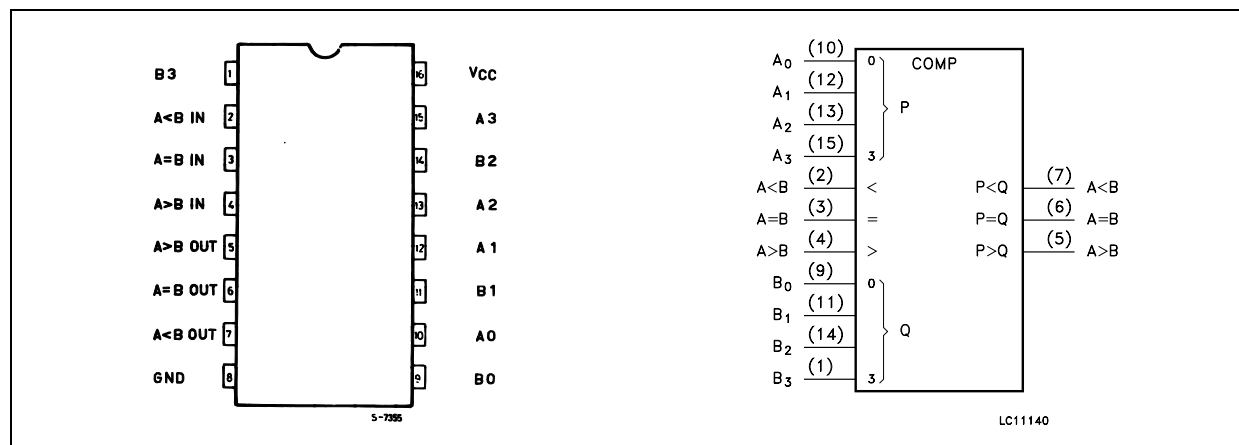 B3 1 16 VCC
A<B IN 2 15 A3
A=B IN 3 14 B2
A>B IN 4 13 A2
A>B OUT 5 12 A1
A=B OUT 6 11 B1
A<B OUT 7 10 A0
GND 8 9 B0
S-7355
COMP
A0 (10) 0
A1 (12)
P
A2 (13)
A3 (15) 3
A<B (2) < P<Q (7) A<B
A=B (3) = P=Q (6) A=B
A>B (4) > P>Q (5) A>B
B0 (9) 0
B1 (11)
Q
B2 (14)
B3 (1) 3
LC11140